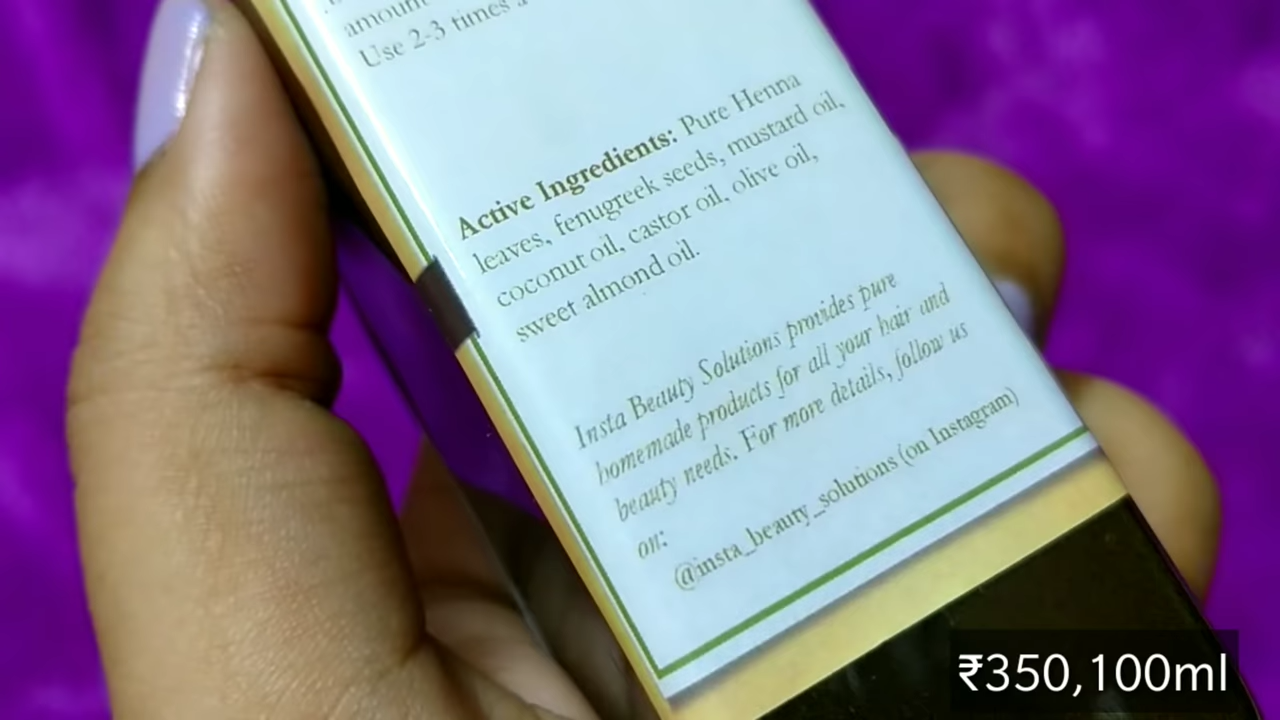 amount
Use 2-3 times a
Active Ingredients: Pure Henna
leaves, fenugreek seeds, mustard oil,
coconut oil, castor oil, olive oil,
sweet almond oil.
Insta Beauty Solutions provides pure
homemade products for all your hair and
beauty needs. For more details, follow us
on:
@insta_beauty_solutions (on Instagram)
₹350,100ml